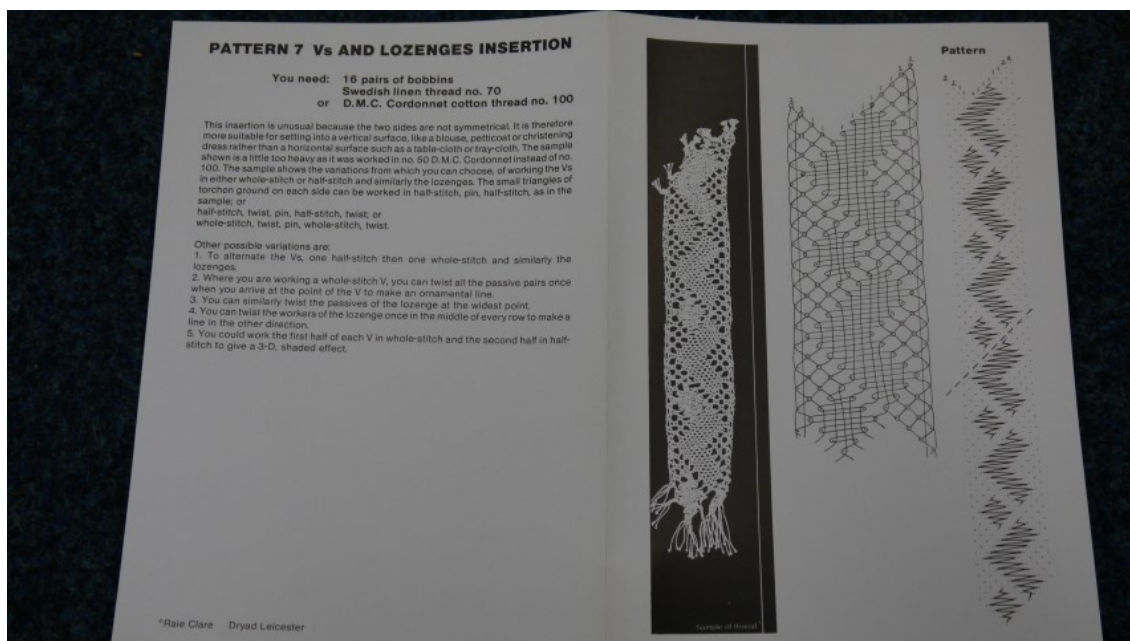 PATTERN 7 Vs AND LOZENGES INSERTION
You need: 16 pairs of bobbins
Swedish linen thread no. 70
or D.M.C. Cordonnet cotton thread no. 100
This insertion is unusual because the two sides are not symmetrical. It is therefore
more suitable for setting into a vertical surface, like a blouse, petticoat or christening
dress rather than a horizontal surface such as a table-cloth or tray-cloth. The sample
shown is a little too heavy as it was worked in no. 50 D.M.C. Cordonnet instead of no.
100. The sample shows the variations from which you can choose, of working the Vs
in either whole-stitch or half-stitch and similarly the lozenges. The small triangles of
torchon ground on each side can be worked in half-stitch, pin, half-stitch, as in the
sample; or
half-stitch, twist, pin, half-stitch, twist; or
whole-stitch, twist, pin, whole-stitch, twist.
Other possible variations are:
1. To alternate the Vs, one half-stitch then one whole-stitch and similarly the
lozenges.
2. Where you are working a whole-stitch V, you can twist all the passive pairs once
when you arrive at the point of the V to make an ornamental line.
3. You can similarly twist the passives of the lozenge at the widest point.
4. You can twist the workers of the lozenge once in the middle of every row to make a
line in the other direction.
5. You could work the first half of each V in whole-stitch and the second half in half-
stitch to give a 3-D, shaded effect.
©Raie Clare Dryad Leicester
Sample of thread
Pattern